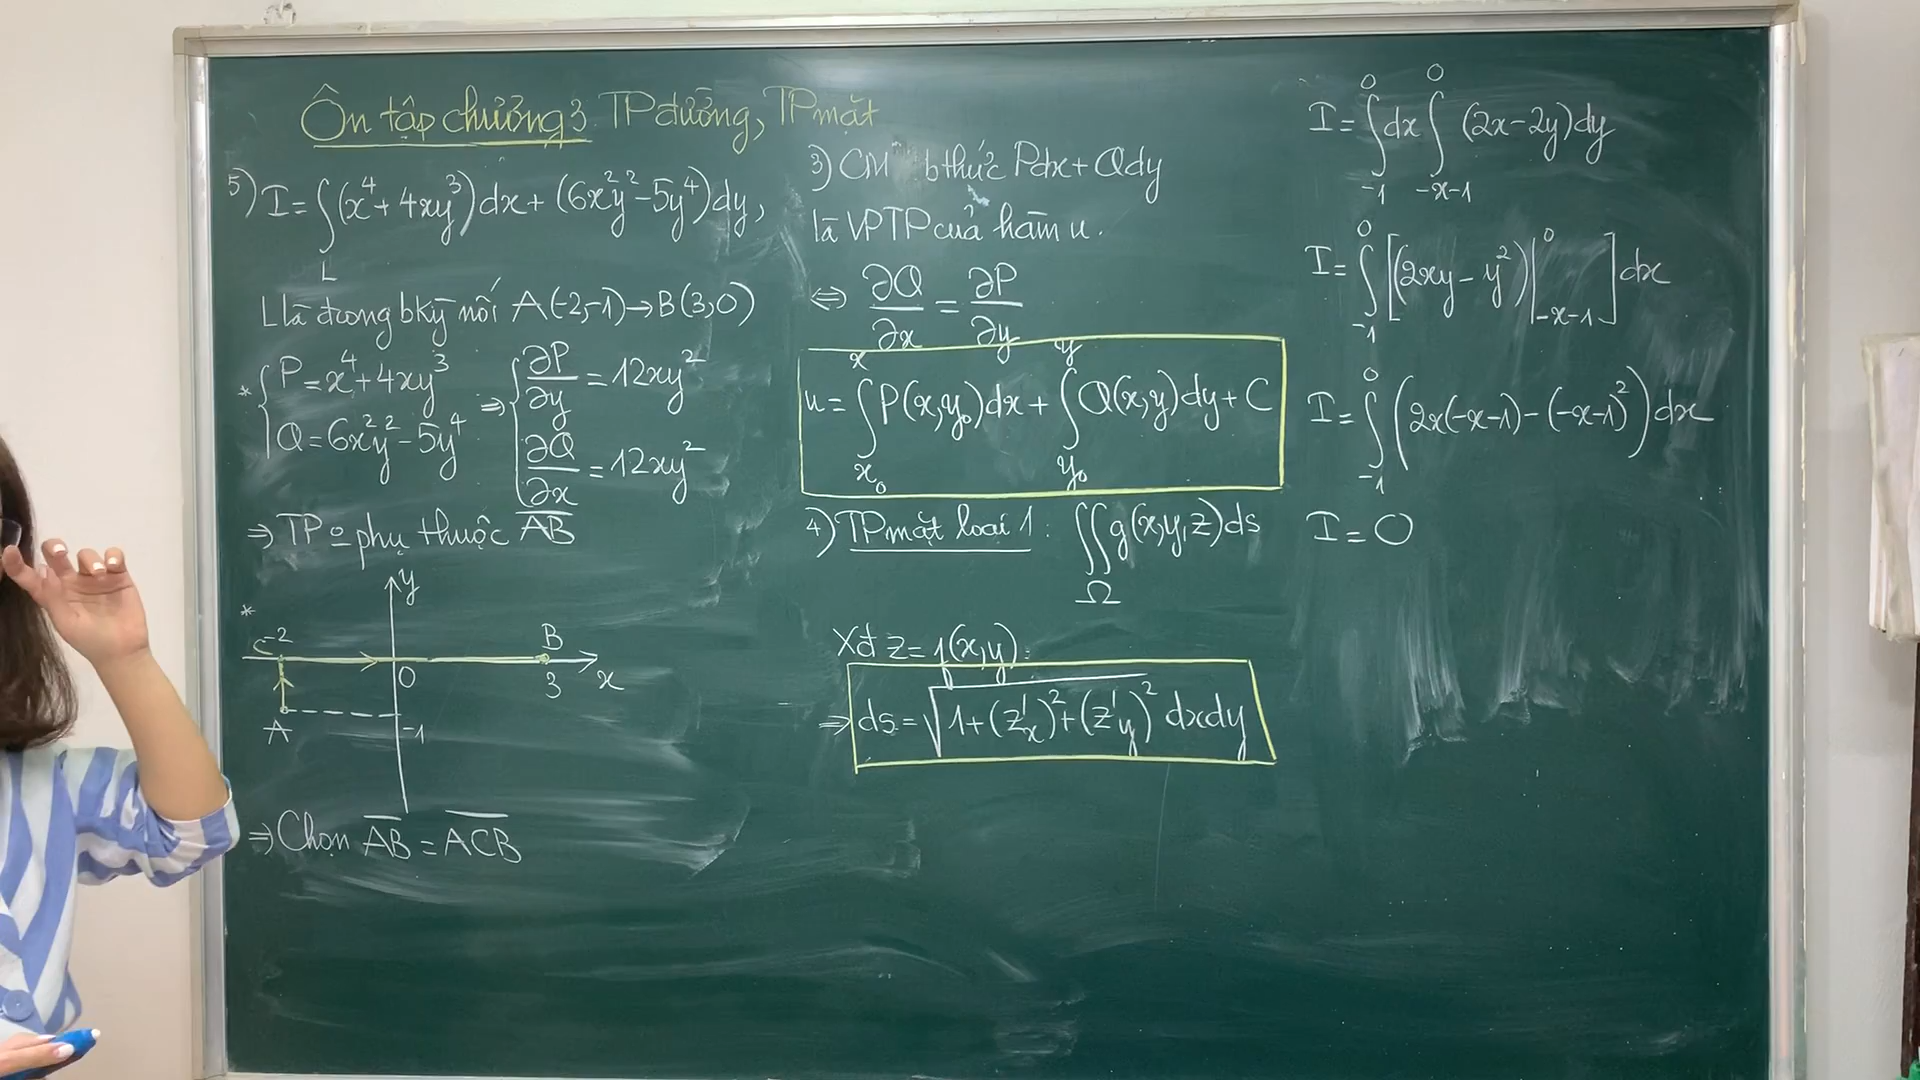 Ôn tập chương 3 TP đường, TP mặt
5) I = ∫_L (x⁴ + 4xy³)dx + (6x²y² - 5y⁴)dy,
L là đ cong bkỳ nối A(-2,-1) → B(3,0)
* { P = x⁴ + 4xy³ ⇒ { ∂P/∂y = 12xy²
{ Q = 6x²y² - 5y⁴ { ∂Q/∂x = 12xy²
⇒ TP o phụ thuộc AB
*
y
C -2 B
0 3 x
A -1
⇒ Chọn AB = ACB
3) CM bthức Pdx + Qdy
là VPTP của hàm u.
⇔ ∂Q/∂x = ∂P/∂y
u = ∫_{x₀}^{x} P(x,y₀)dx + ∫_{y₀}^{y} Q(x,y)dy + C
4) TP mặt loại 1: ∬_Ω g(x,y,z)ds
Xđ z = f(x,y):
⇒ ds = √(1 + (z'x)² + (z'y)²) dxdy
I = ∫_{-1}^{0} dx ∫_{-x-1}^{0} (2x - 2y)dy
I = ∫_{-1}^{0} [(2xy - y²)|_{-x-1}^{0}] dx
I = ∫_{-1}^{0} (2x(-x-1) - (-x-1)²) dx
I = 0